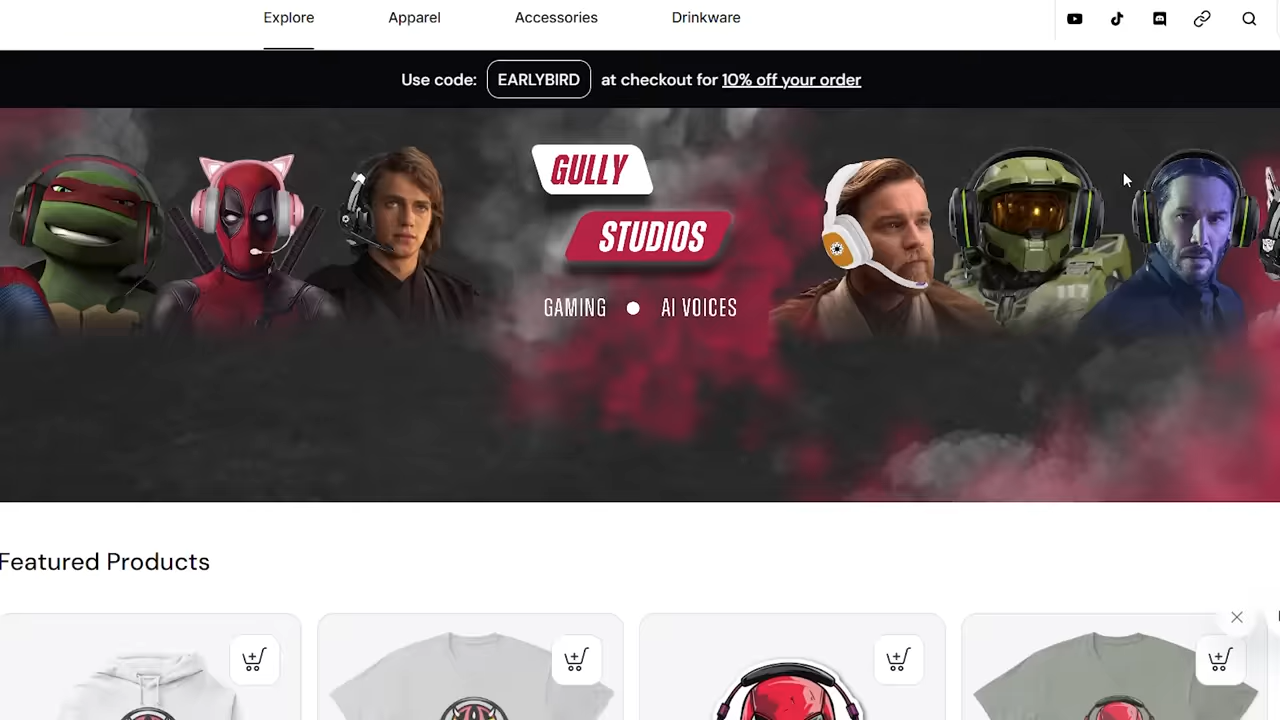 Explore Apparel Accessories Drinkware
Use code: EARLYBIRD at checkout for 10% off your order
GULLY
STUDIOS
GAMING ● AI VOICES
Featured Products